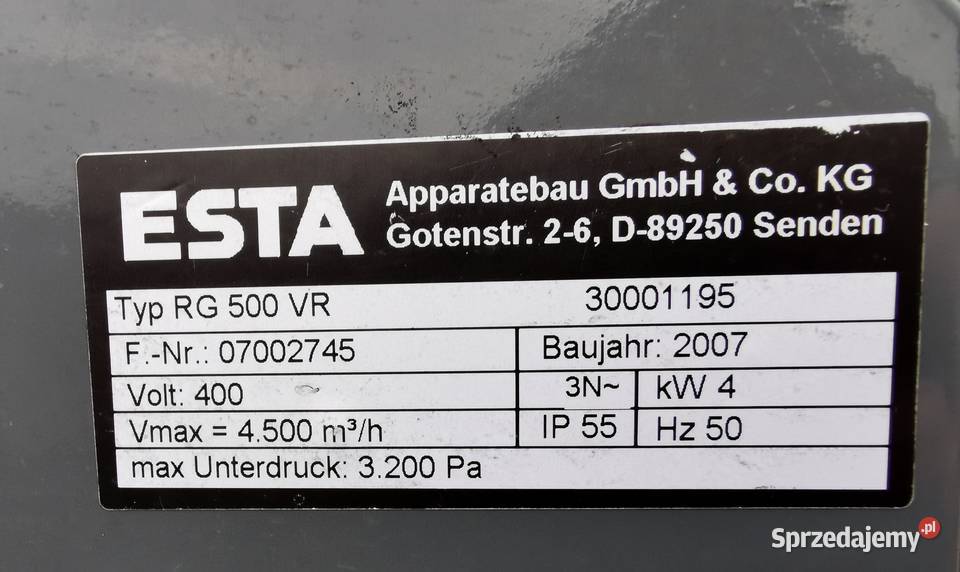 ESTA
Apparatebau GmbH & Co. KG
Gotenstr. 2-6, D-89250 Senden
Typ RG 500 VR 30001195
F.-Nr.: 07002745 Baujahr: 2007
Volt: 400 3N~ kW 4
Vmax = 4.500 m³/h IP 55 Hz 50
max Unterdruck: 3.200 Pa
Sprzedajemy.pl